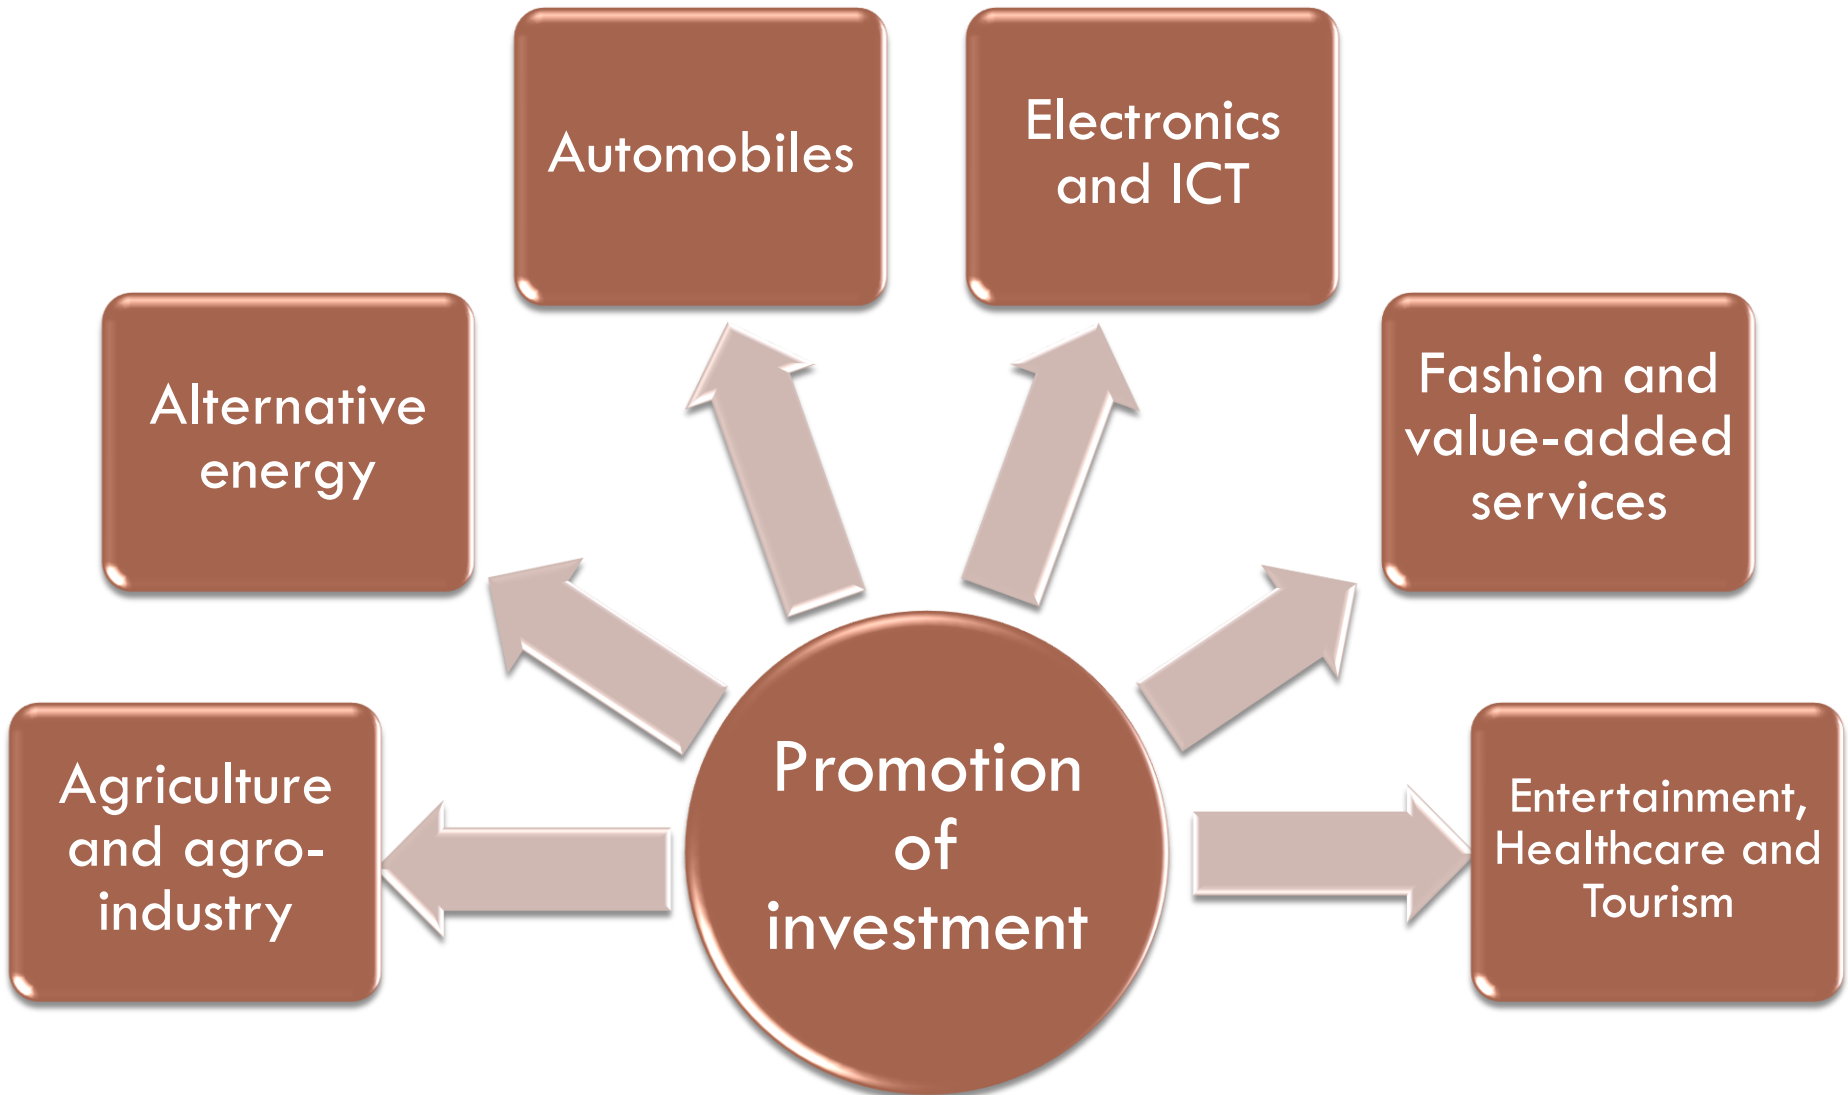 Automobiles
Electronics
and ICT
Alternative
energy
Fashion and
value-added
services
Agriculture
and agro-
industry
Promotion
of
investment
Entertainment,
Healthcare and
Tourism